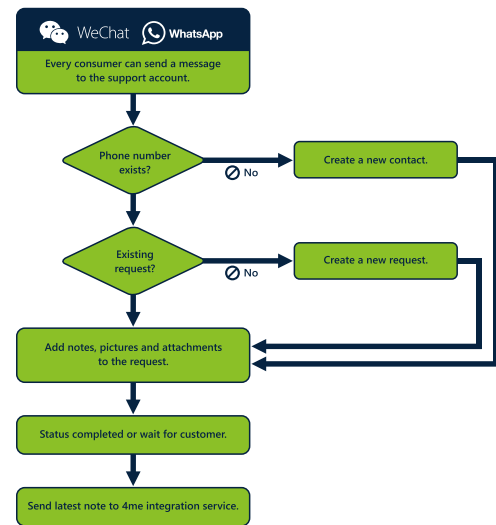 WeChat WhatsApp
Every consumer can send a message
to the support account.
Phone number
exists?
No
Create a new contact.
Existing
request?
No
Create a new request.
Add notes, pictures and attachments
to the request.
Status completed or wait for customer.
Send latest note to 4me integration service.